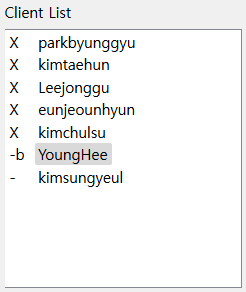 Client List
X parkbyunggyu
X kimtaehun
X Leejonggu
X eunjeounhyun
X kimchulsu
-b YoungHee
- kimsungyeul